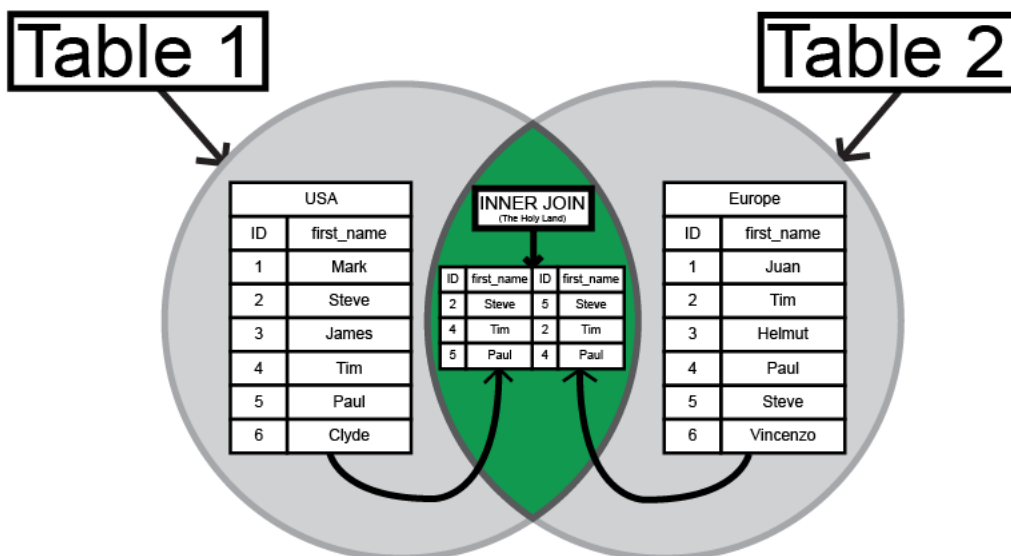 Table 1
Table 2
USA
ID first_name
1 Mark
2 Steve
3 James
4 Tim
5 Paul
6 Clyde
INNER JOIN
(The Holy Land)
ID first_name ID first_name
2 Steve 5 Steve
4 Tim 2 Tim
5 Paul 4 Paul
Europe
ID first_name
1 Juan
2 Tim
3 Helmut
4 Paul
5 Steve
6 Vincenzo